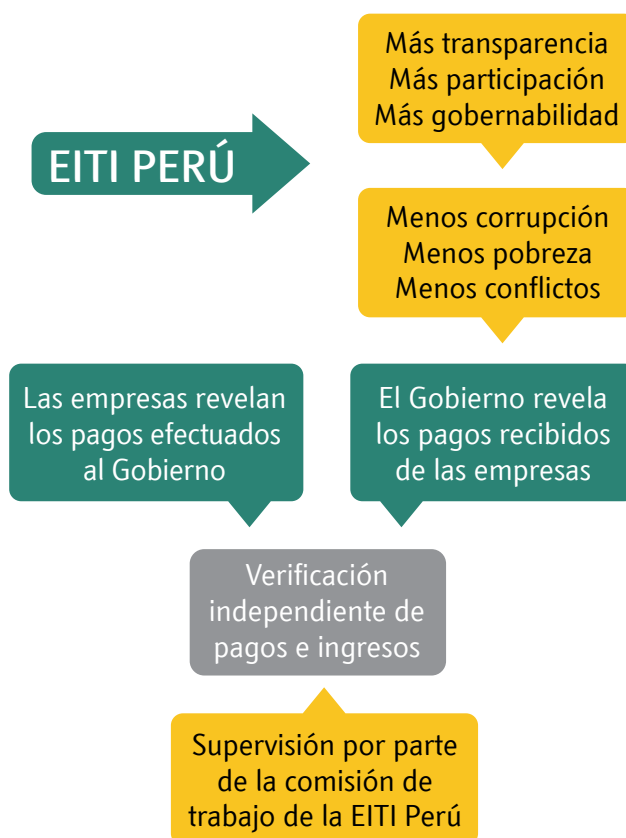 EITI PERÚ
Más transparencia
Más participación
Más gobernabilidad
Menos corrupción
Menos pobreza
Menos conflictos
Las empresas revelan
los pagos efectuados
al Gobierno
El Gobierno revela
los pagos recibidos
de las empresas
Verificación
independiente de
pagos e ingresos
Supervisión por parte
de la comisión de
trabajo de la EITI Perú